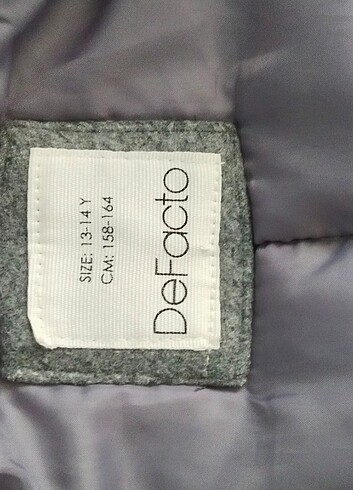 SIZE: 13-14 Y
CM: 158-164
DeFacto